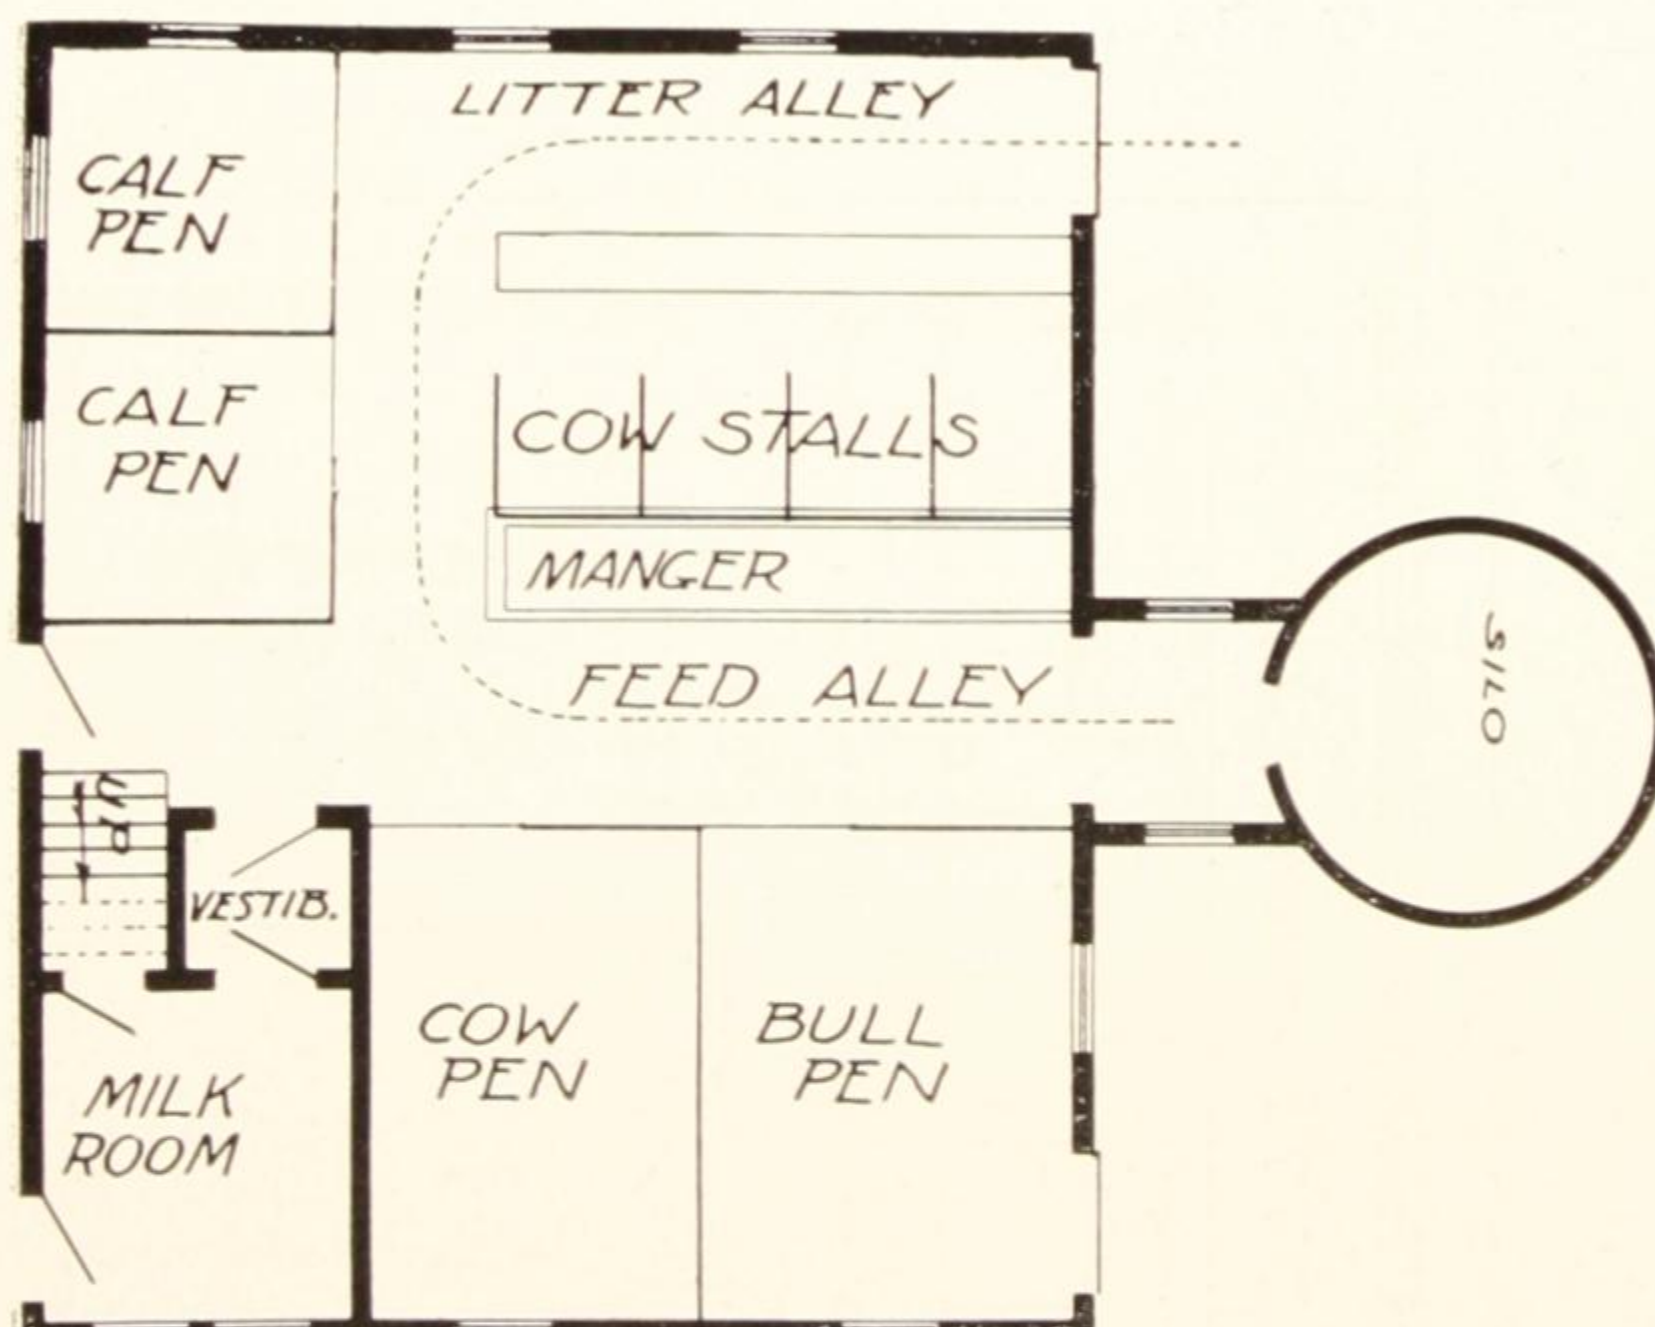 LITTER ALLEY
CALF
PEN
CALF
PEN
COW STALLS
MANGER
FEED ALLEY
SILO
UP
VESTIB.
COW
PEN
BULL
PEN
MILK
ROOM